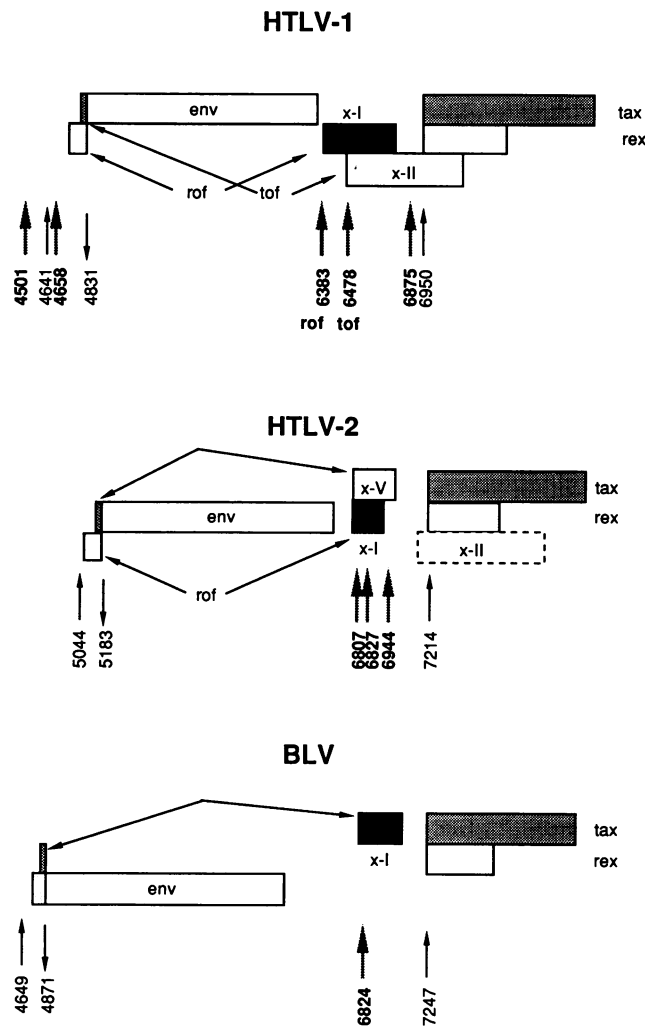 HTLV-1
env
x-I
tax
rex
rof
tof
x-II
4501
4641
4658
4831
6383
6478
6875
6950
rof tof
HTLV-2
x-V
tax
env
rex
x-I
x-II
rof
5044
5183
6807
6827
6944
7214
BLV
tax
x-I
rex
env
4649
4871
6824
7247